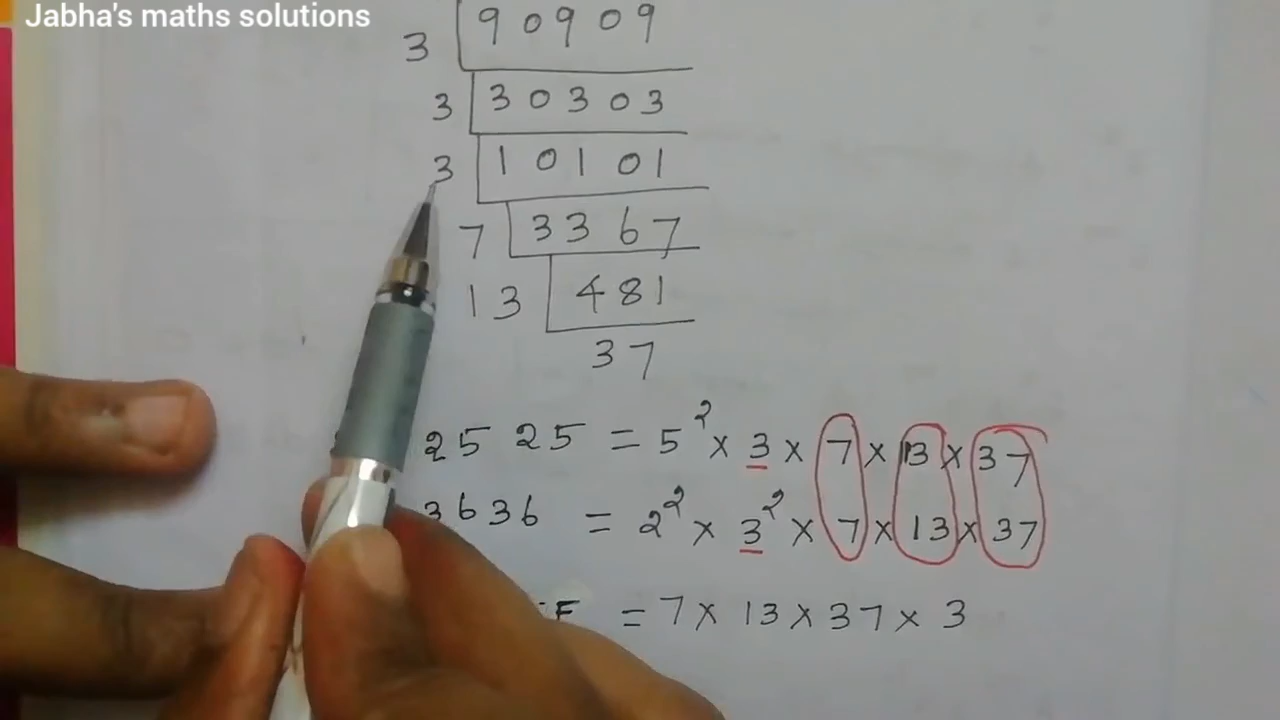 Jabha's maths solutions
3 90909
3 30303
3 10101
7 3367
13 481
37
25 25 = 5² × 3 × 7 × 13 × 37
3636 = 2² × 3² × 7 × 13 × 37
F = 7 × 13 × 37 × 3